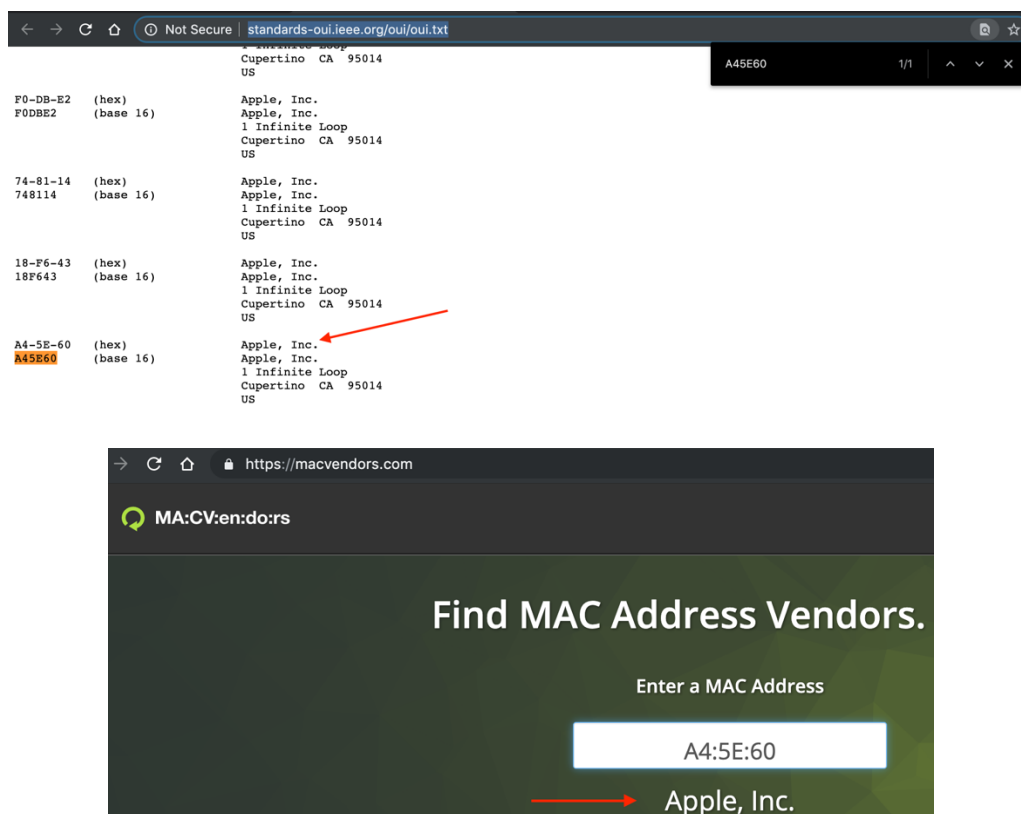 Not Secure | standards-oui.ieee.org/oui/oui.txt
A45E60 1/1
1 Infinite Loop
Cupertino CA 95014
US
F0-DB-E2 (hex) Apple, Inc.
F0DBE2 (base 16) Apple, Inc.
1 Infinite Loop
Cupertino CA 95014
US
74-81-14 (hex) Apple, Inc.
748114 (base 16) Apple, Inc.
1 Infinite Loop
Cupertino CA 95014
US
18-F6-43 (hex) Apple, Inc.
18F643 (base 16) Apple, Inc.
1 Infinite Loop
Cupertino CA 95014
US
A4-5E-60 (hex) Apple, Inc.
A45E60 (base 16) Apple, Inc.
1 Infinite Loop
Cupertino CA 95014
US
https://macvendors.com
MA:CV:en:do:rs
Find MAC Address Vendors.
Enter a MAC Address
A4:5E:60
Apple, Inc.